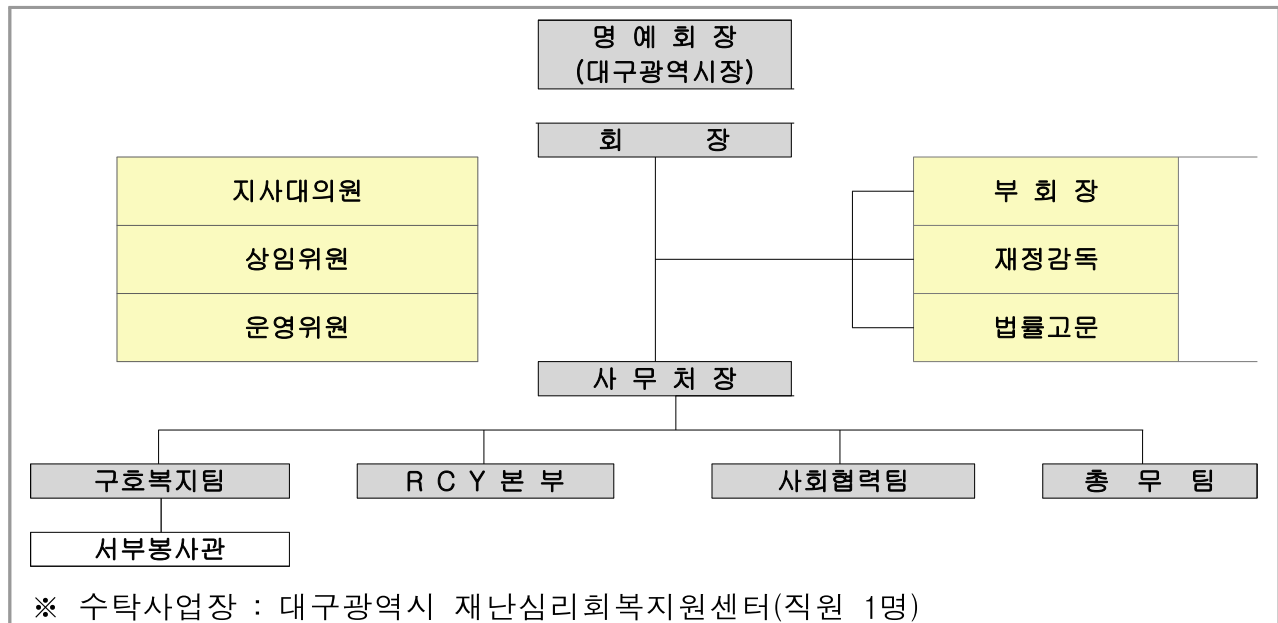 명 예 회 장
(대구광역시장)
회 장
지사대의원
상임위원
운영위원
부 회 장
재정감독
법률고문
사 무 처 장
구호복지팀
R C Y 본 부
사회협력팀
총 무 팀
서부봉사관
※ 수탁사업장 : 대구광역시 재난심리회복지원센터(직원 1명)